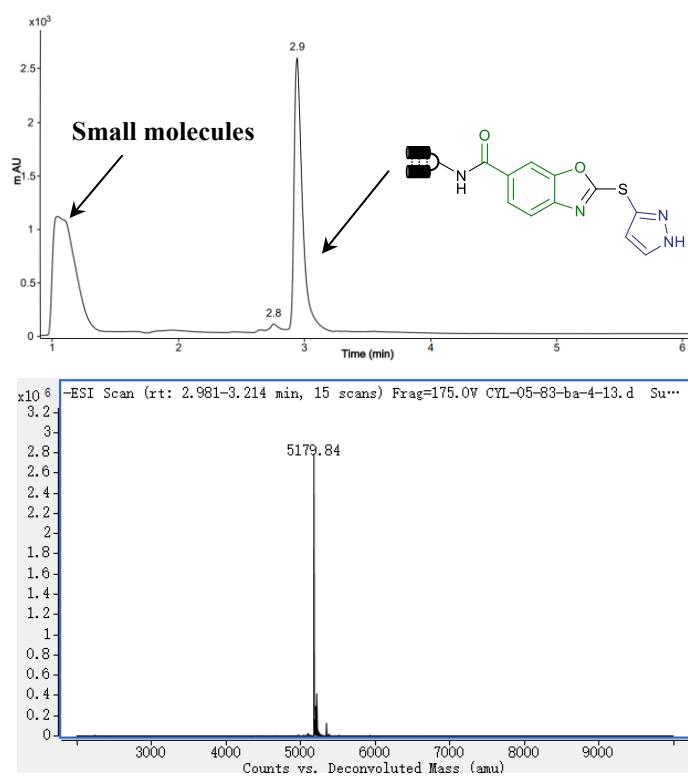 x10³
2.9
2.5
Small molecules
2
1.5
mAU
1
0.5
2.8
0
1 2 3 4 5 6
Time (min)
O
N
H
O
N
S
N
NH
x10 6
-ESI Scan (rt: 2.981-3.214 min, 15 scans) Frag=175.0V CYL-05-83-ba-4-13.d Su···
3.2
3
2.8
5179.84
2.6
2.4
2.2
2
1.8
1.6
1.4
1.2
1
0.8
0.6
0.4
0.2
0
3000 4000 5000 6000 7000 8000 9000
Counts vs. Deconvoluted Mass (amu)